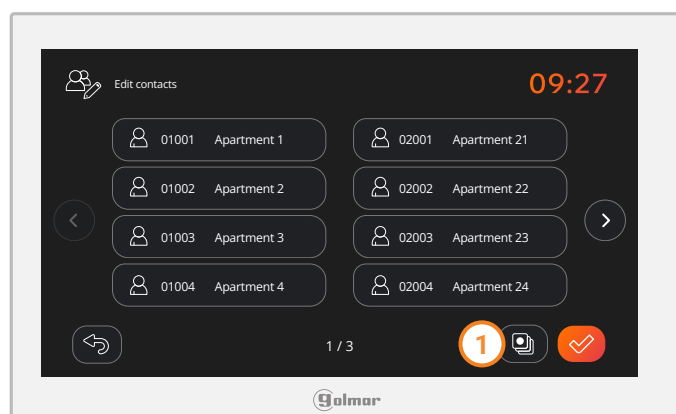 Edit contacts
09:27
01001 Apartment 1
02001 Apartment 21
01002 Apartment 2
02002 Apartment 22
01003 Apartment 3
02003 Apartment 23
01004 Apartment 4
02004 Apartment 24
1 / 3
1
golmar